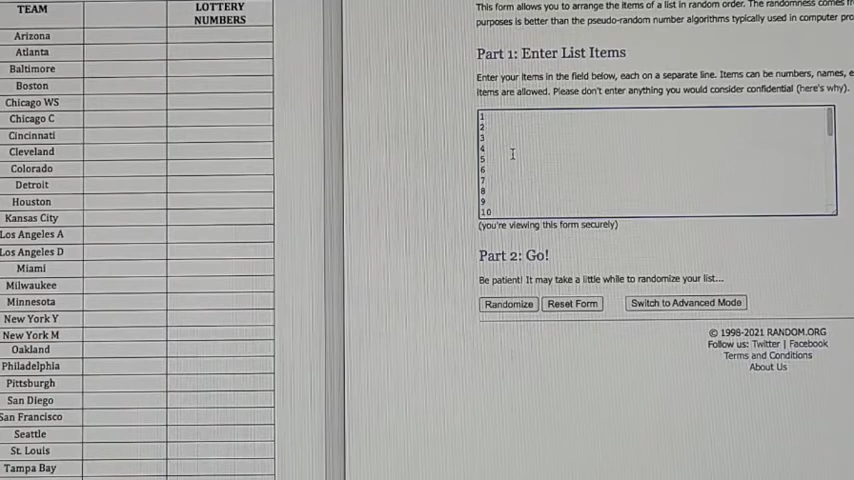 TEAM
LOTTERY
NUMBERS
Arizona
Atlanta
Baltimore
Boston
Chicago WS
Chicago C
Cincinnati
Cleveland
Colorado
Detroit
Houston
Kansas City
Los Angeles A
Los Angeles D
Miami
Milwaukee
Minnesota
New York Y
New York M
Oakland
Philadelphia
Pittsburgh
San Diego
San Francisco
Seattle
St. Louis
Tampa Bay
This form allows you to arrange the items of a list in random order. The randomness comes
purposes is better than the pseudo-random number algorithms typically used in computer
Part 1: Enter List Items
Enter your items in the field below, each on a separate line. Items can be numbers, names,
items are allowed. Please don't enter anything you would consider confidential (here's why).
1
2
3
4
5
6
7
8
9
10
(you're viewing this form securely)
Part 2: Go!
Be patient! It may take a little while to randomize your list...
Randomize Reset Form Switch to Advanced Mode
© 1998-2021 RANDOM.ORG
Follow us: Twitter | Facebook
Terms and Conditions
About Us